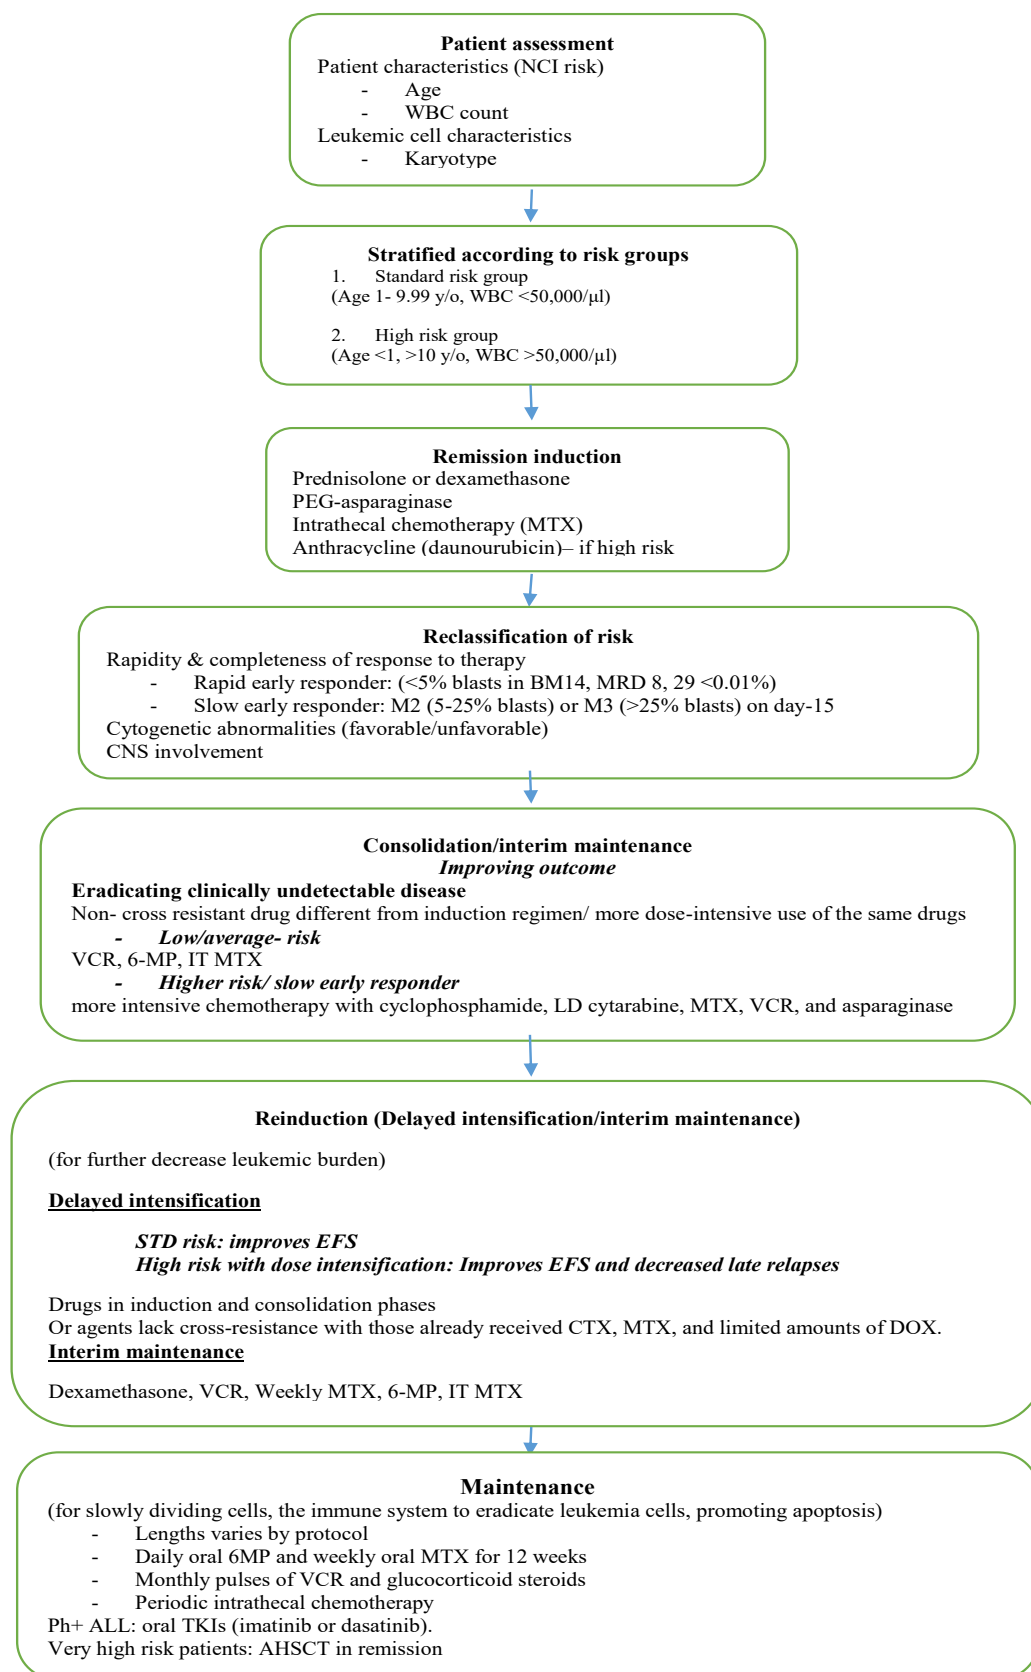 Patient assessment
Patient characteristics (NCI risk)
- Age
- WBC count
Leukemic cell characteristics
- Karyotype
Stratified according to risk groups
1. Standard risk group
(Age 1- 9.99 y/o, WBC <50,000/µl)
2. High risk group
(Age <1, >10 y/o, WBC >50,000/µl)
Remission induction
Prednisolone or dexamethasone
PEG-asparaginase
Intrathecal chemotherapy (MTX)
Anthracycline (daunourubicin)– if high risk
Reclassification of risk
Rapidity & completeness of response to therapy
- Rapid early responder: (<5% blasts in BM14, MRD 8, 29 <0.01%)
- Slow early responder: M2 (5-25% blasts) or M3 (>25% blasts) on day-15
Cytogenetic abnormalities (favorable/unfavorable)
CNS involvement
Consolidation/interim maintenance
Improving outcome
Eradicating clinically undetectable disease
Non- cross resistant drug different from induction regimen/ more dose-intensive use of the same drugs
- Low/average- risk
VCR, 6-MP, IT MTX
- Higher risk/ slow early responder
more intensive chemotherapy with cyclophosphamide, LD cytarabine, MTX, VCR, and asparaginase
Reinduction (Delayed intensification/interim maintenance)
(for further decrease leukemic burden)
Delayed intensification
STD risk: improves EFS
High risk with dose intensification: Improves EFS and decreased late relapses
Drugs in induction and consolidation phases
Or agents lack cross-resistance with those already received CTX, MTX, and limited amounts of DOX.
Interim maintenance
Dexamethasone, VCR, Weekly MTX, 6-MP, IT MTX
Maintenance
(for slowly dividing cells, the immune system to eradicate leukemia cells, promoting apoptosis)
- Lengths varies by protocol
- Daily oral 6MP and weekly oral MTX for 12 weeks
- Monthly pulses of VCR and glucocorticoid steroids
- Periodic intrathecal chemotherapy
Ph+ ALL: oral TKIs (imatinib or dasatinib).
Very high risk patients: AHSCT in remission